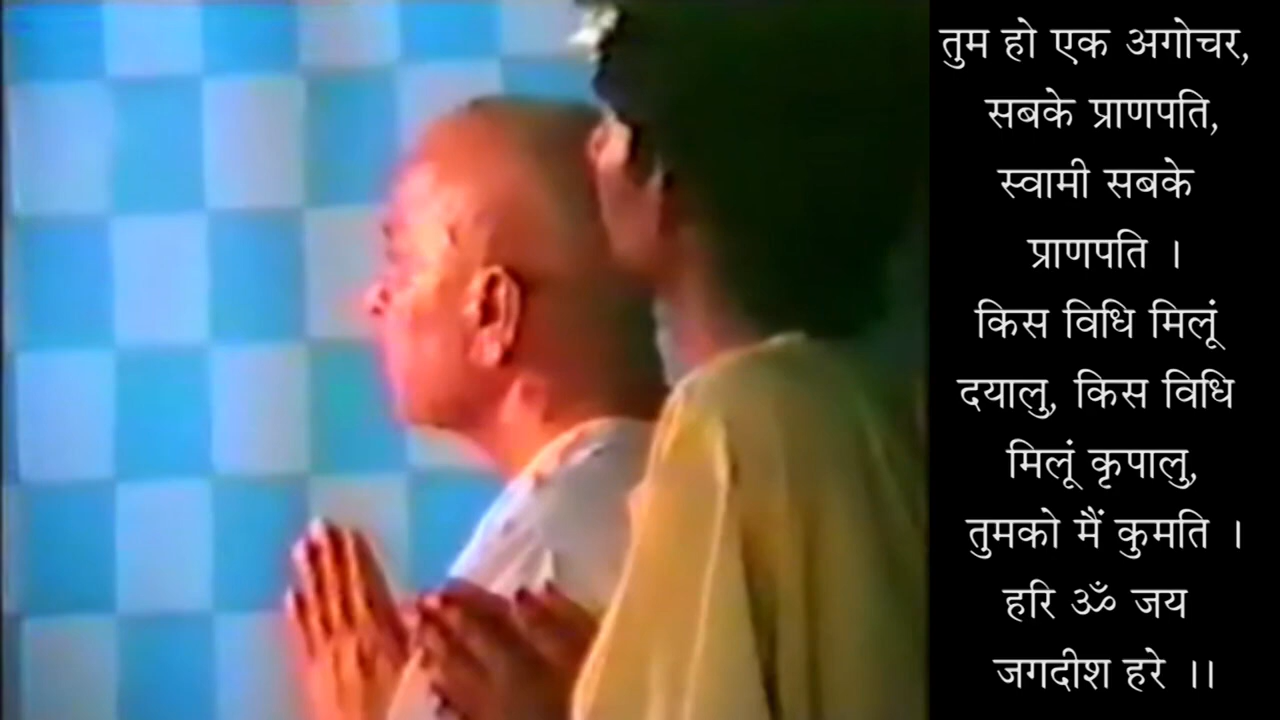 तुम हो एक अगोचर,
सबके प्राणपति,
स्वामी सबके
प्राणपति ।
किस विधि मिलूं
दयालु, किस विधि
मिलूं कृपालु,
तुमको मैं कुमति ।
हरि ॐ जय
जगदीश हरे ।।